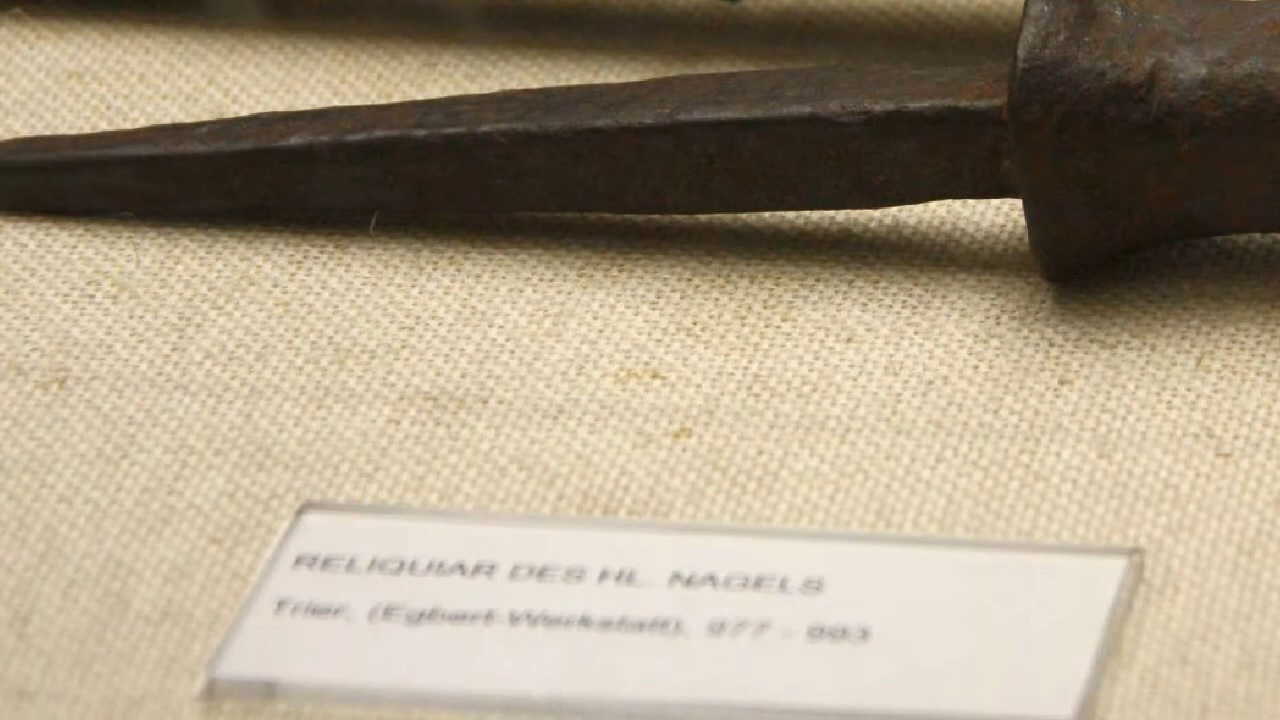 RELIQUIAR DES HL. NAGELS
Trier, (Egbert-Werkstatt), 977 - 993